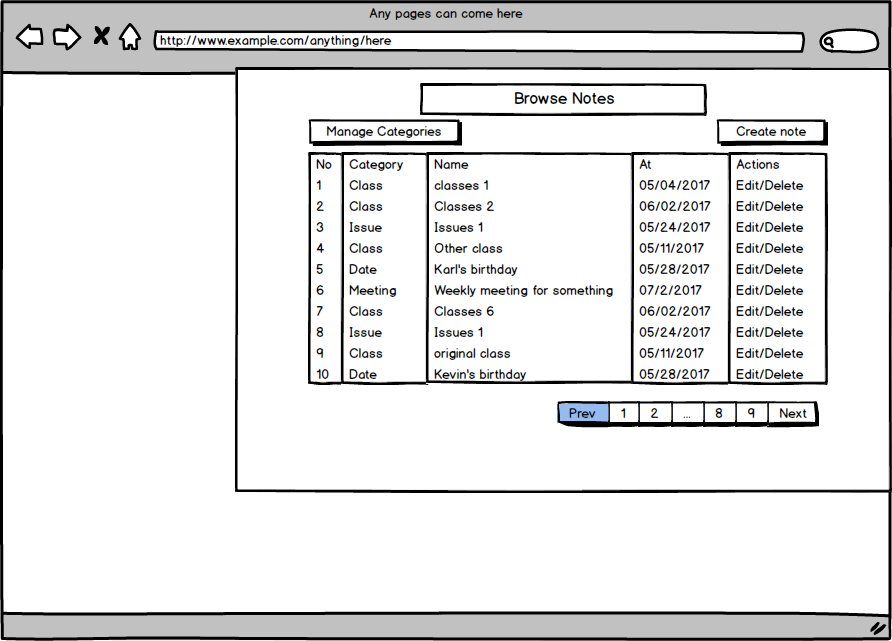 Any pages can come here
http://www.example.com/anything/here
Browse Notes
Manage Categories Create note
No Category Name At Actions
1 Class classes 1 05/04/2017 Edit/Delete
2 Class Classes 2 06/02/2017 Edit/Delete
3 Issue Issues 1 05/24/2017 Edit/Delete
4 Class Other class 05/11/2017 Edit/Delete
5 Date Karl's birthday 05/28/2017 Edit/Delete
6 Meeting Weekly meeting for something 07/2/2017 Edit/Delete
7 Class Classes 6 06/02/2017 Edit/Delete
8 Issue Issues 1 05/24/2017 Edit/Delete
9 Class original class 05/11/2017 Edit/Delete
10 Date Kevin's birthday 05/28/2017 Edit/Delete
Prev 1 2 ... 8 9 Next